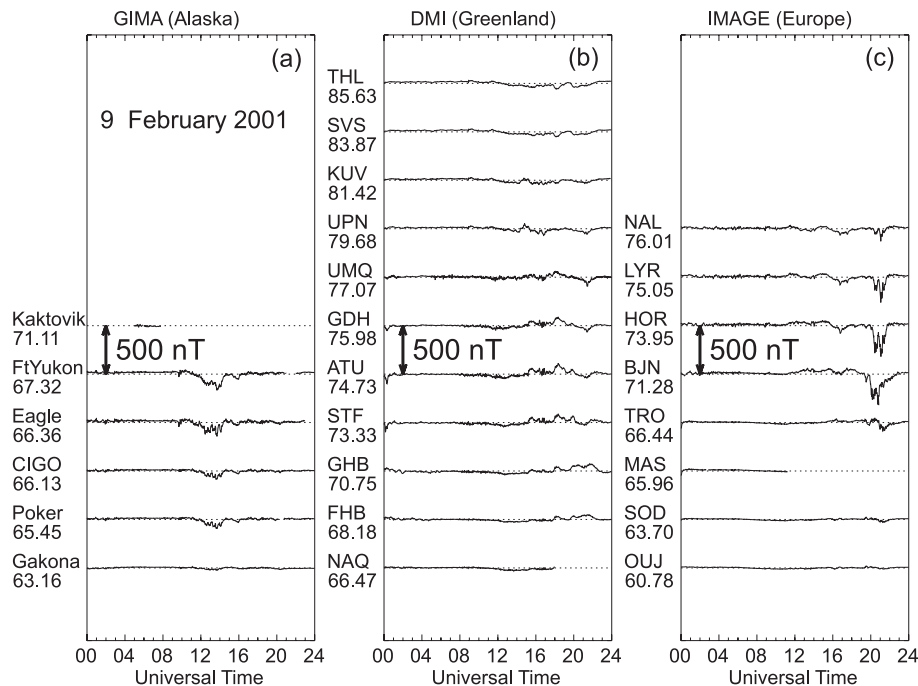 GIMA (Alaska)
(a)
9 February 2001
Kaktovik
71.11
500 nT
FtYukon
67.32
Eagle
66.36
CIGO
66.13
Poker
65.45
Gakona
63.16
00 04 08 12 16 20 24
Universal Time
DMI (Greenland)
(b)
THL
85.63
SVS
83.87
KUV
81.42
UPN
79.68
UMQ
77.07
GDH
75.98
500 nT
ATU
74.73
STF
73.33
GHB
70.75
FHB
68.18
NAQ
66.47
00 04 08 12 16 20 24
Universal Time
IMAGE (Europe)
(c)
NAL
76.01
LYR
75.05
HOR
73.95
500 nT
BJN
71.28
TRO
66.44
MAS
65.96
SOD
63.70
OUJ
60.78
00 04 08 12 16 20 24
Universal Time